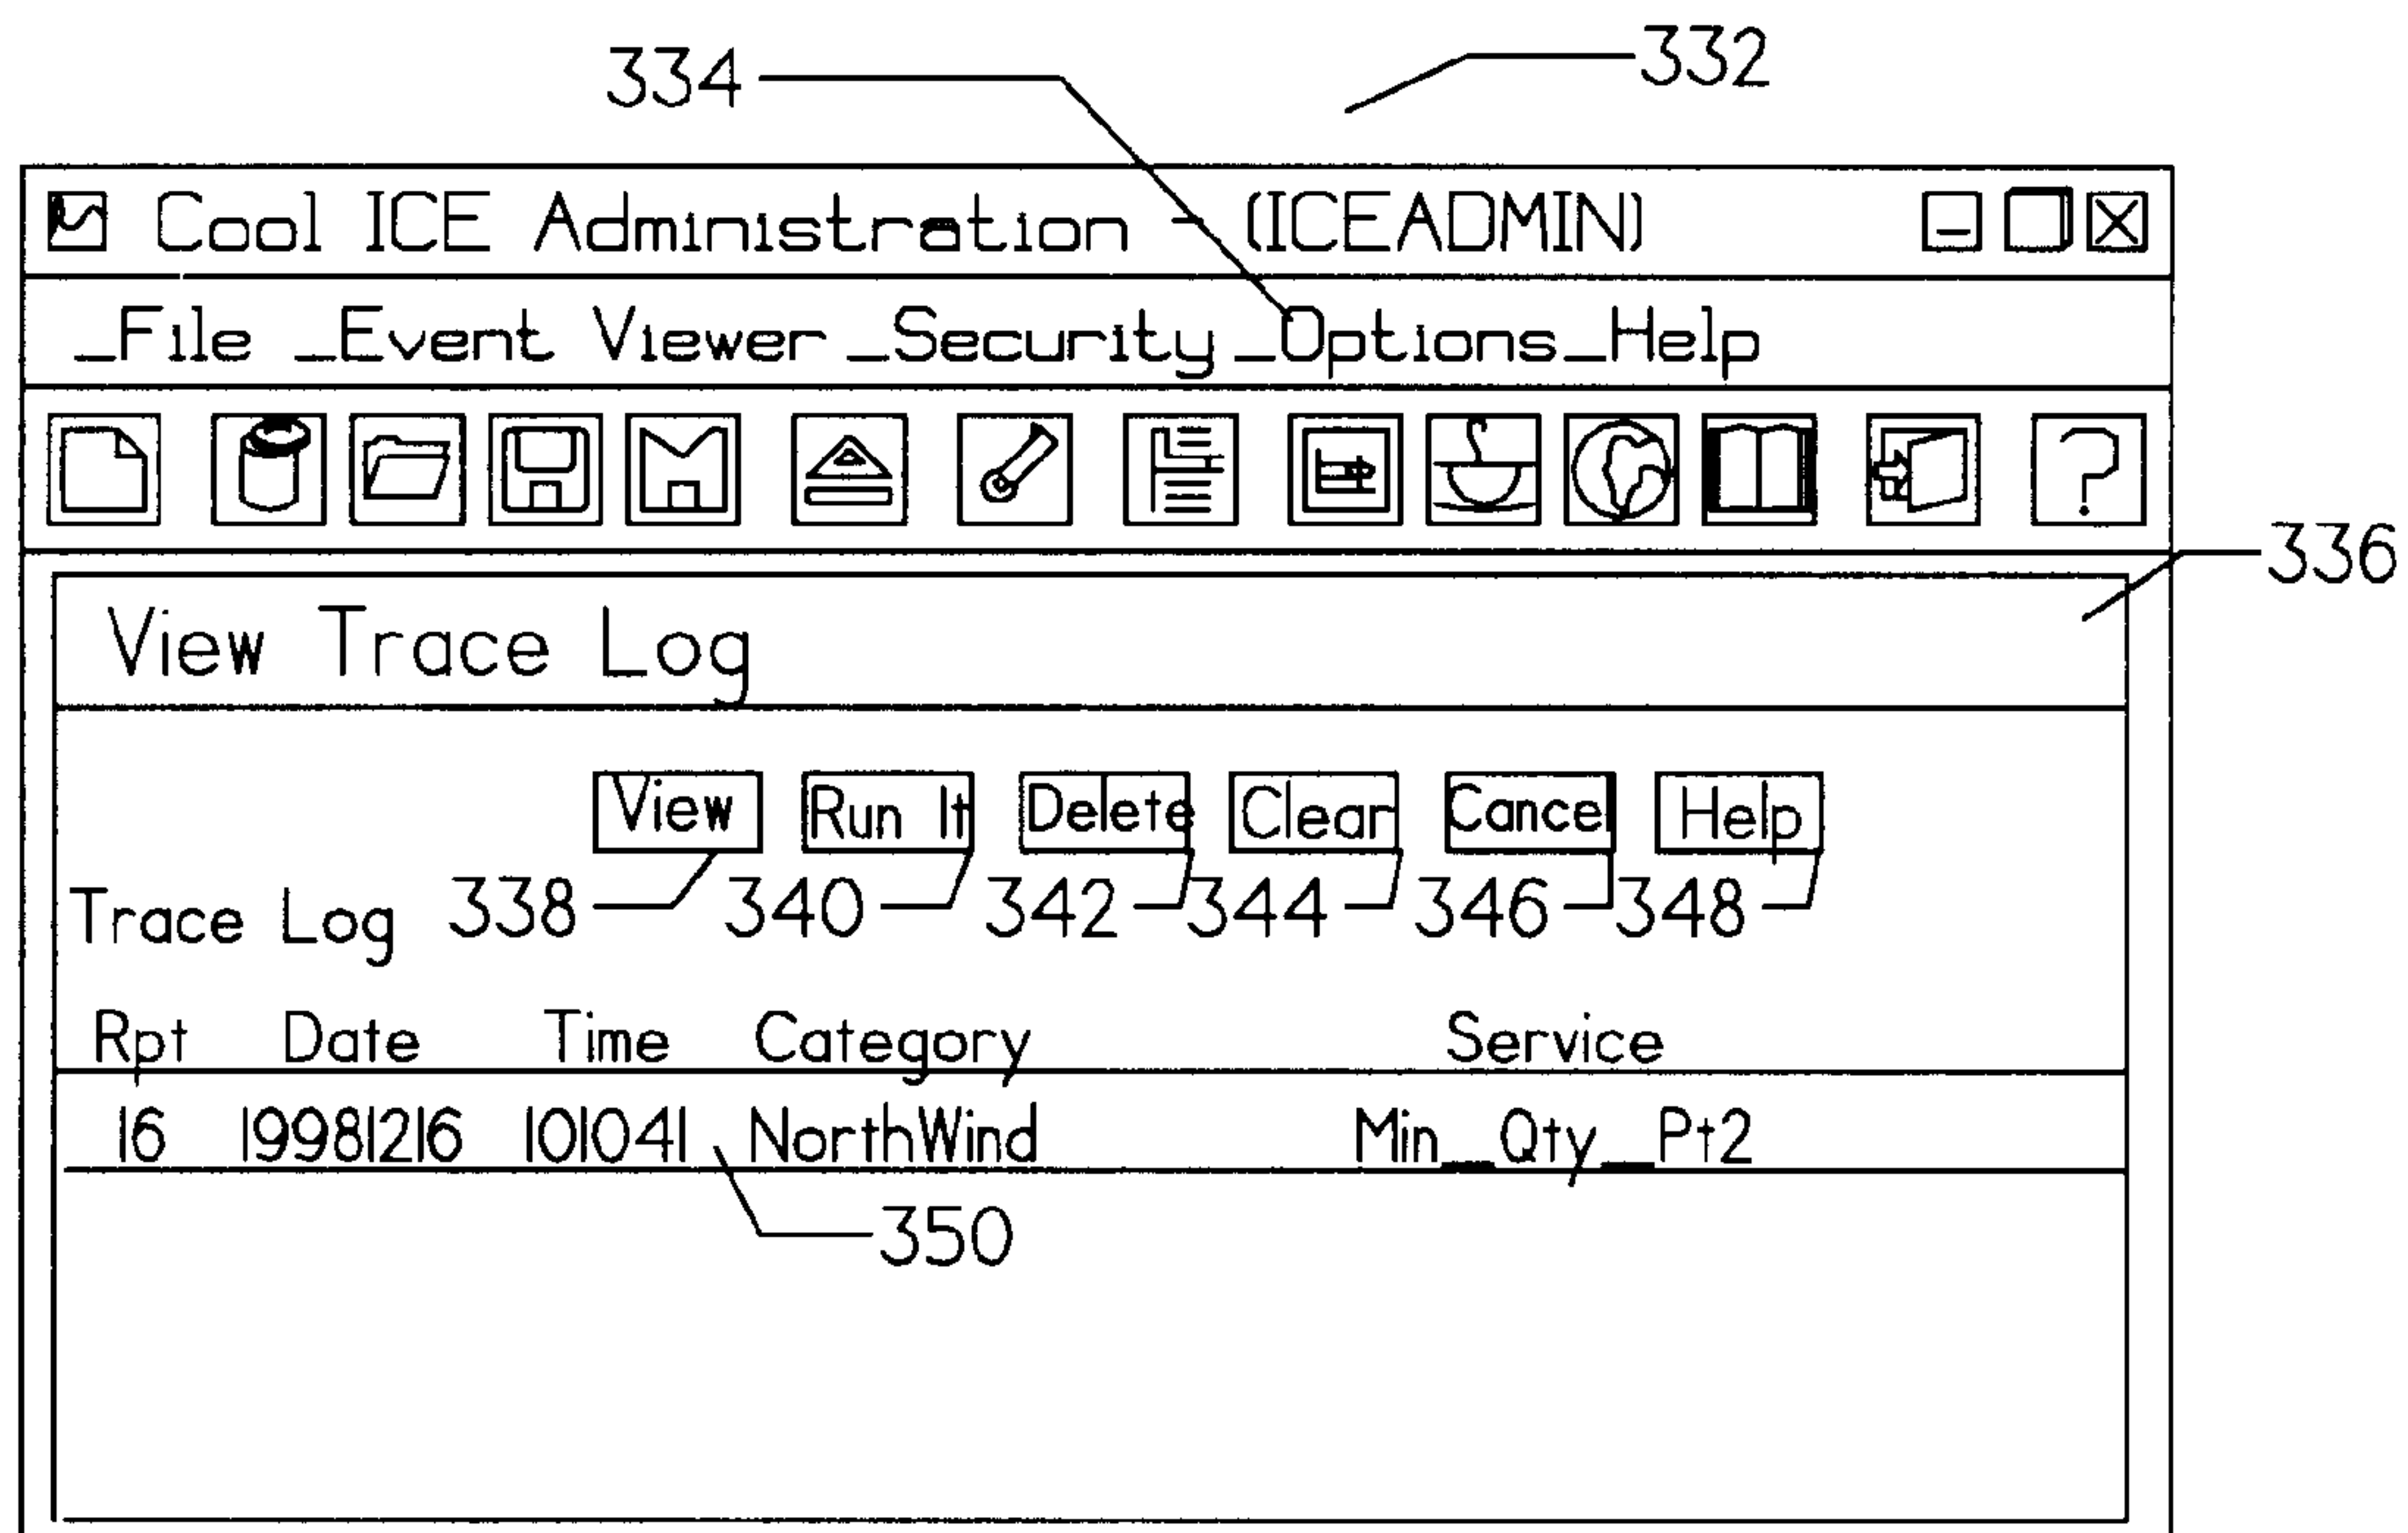 334 332
Cool ICE Administration - (ICEADMIN)
_File _Event Viewer _Security _Options _Help
336
View Trace Log
View Run It Delete Clear Cancel Help
Trace Log 338 340 342 344 346 348
Rpt Date Time Category Service
16 19981216 101041 NorthWind Min_Qty_Pt2
350